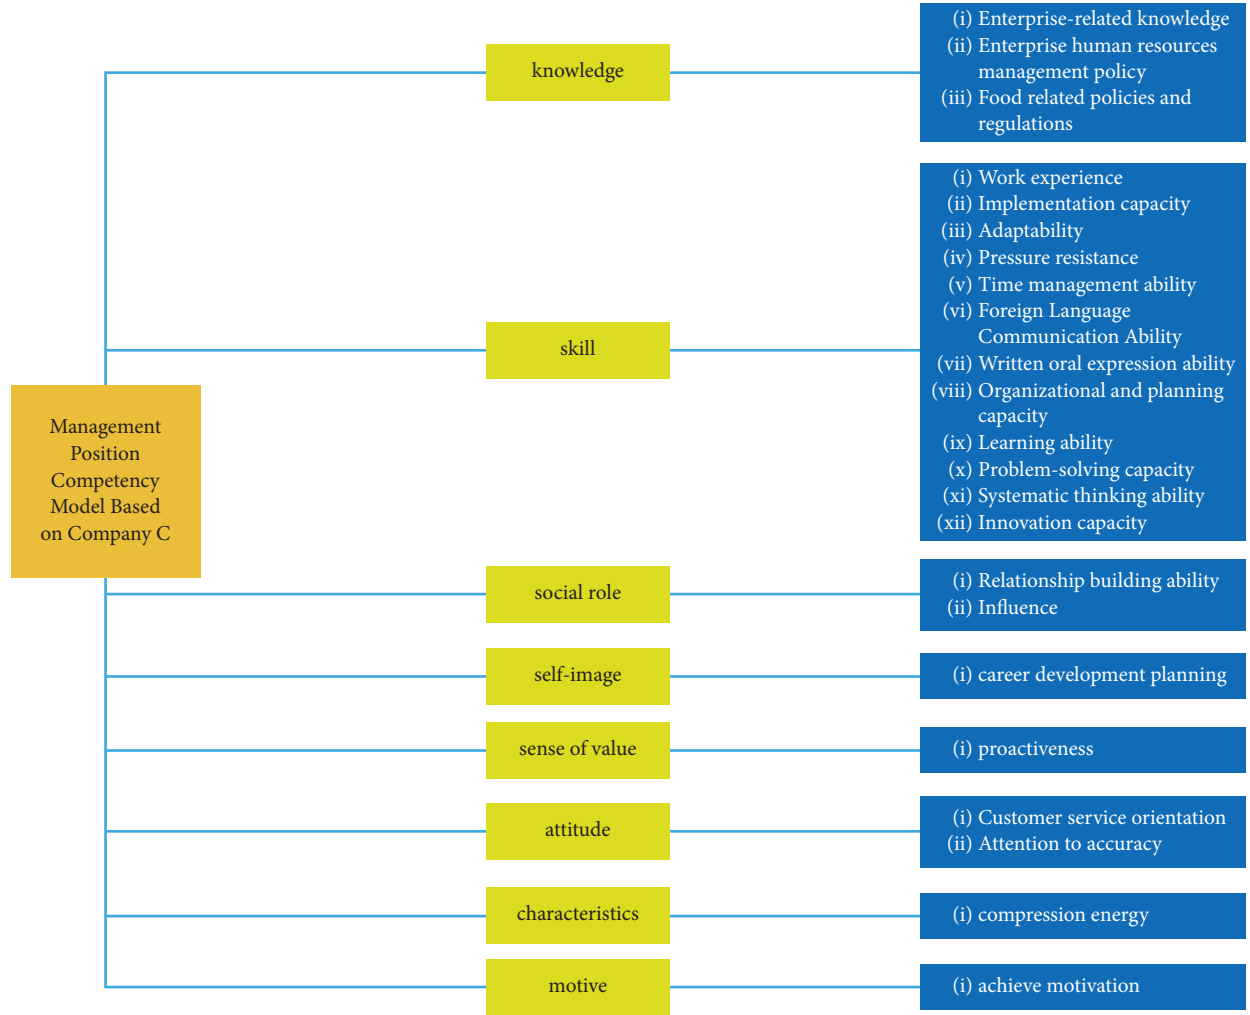 Management
Position
Competency
Model Based
on Company C
knowledge
(i) Enterprise-related knowledge
(ii) Enterprise human resources
management policy
(iii) Food related policies and
regulations
skill
(i) Work experience
(ii) Implementation capacity
(iii) Adaptability
(iv) Pressure resistance
(v) Time management ability
(vi) Foreign Language
Communication Ability
(vii) Written oral expression ability
(viii) Organizational and planning
capacity
(ix) Learning ability
(x) Problem-solving capacity
(xi) Systematic thinking ability
(xii) Innovation capacity
social role
(i) Relationship building ability
(ii) Influence
self-image
(i) career development planning
sense of value
(i) proactiveness
attitude
(i) Customer service orientation
(ii) Attention to accuracy
characteristics
(i) compression energy
motive
(i) achieve motivation